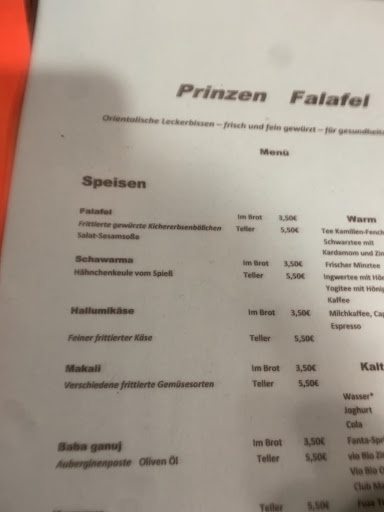 Prinzen Falafel
Orientalische Leckerbissen – frisch und fein gewürzt – für
Menü
Speisen
Falafel Im Brot 3,50€
Frittierte gewürzte Kichererbsenbällchen Teller 5,50€
Salat-Sesamsoße
Schawarma Im Brot 3,50€
Hähnchenkeule vom Spieß Teller 5,50€
Hallumikäse Im Brot 3,50€
Feiner frittierter Käse Teller 5,50€
Makali Im Brot 3,50€
Verschiedene frittierte Gemüsesorten Teller 5,50€
Baba ganuj Im Brot 3,50€
Auberginenpaste Oliven Öl Teller 5,50€
Teller 5,50€
Warm
Tee Kamillen-Fench
Schwarztee mit
Kardamom und
Frischer Minztee
Ingwertee mit
Yogitee mit
Kaffee
Milchkaffee,
Espresso
Kalt
Wasser*
Joghurt
Cola
Fanta-Spr
vio Bio
Vio Bio
Club